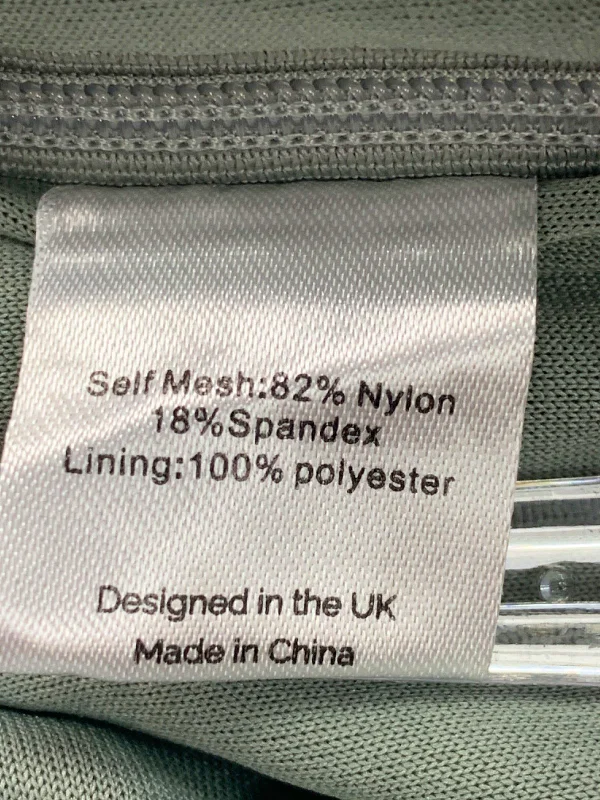 Self Mesh:82% Nylon
18%Spandex
Lining:100% polyester
Designed in the UK
Made in China